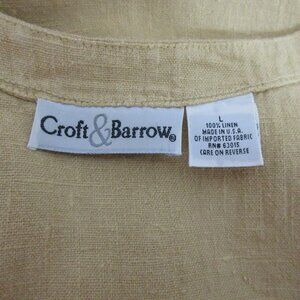 Croft&Barrow®
L
100% LINEN
MADE IN U.S.A.
OF IMPORTED FABRIC
RN# 63015
CARE ON REVERSE